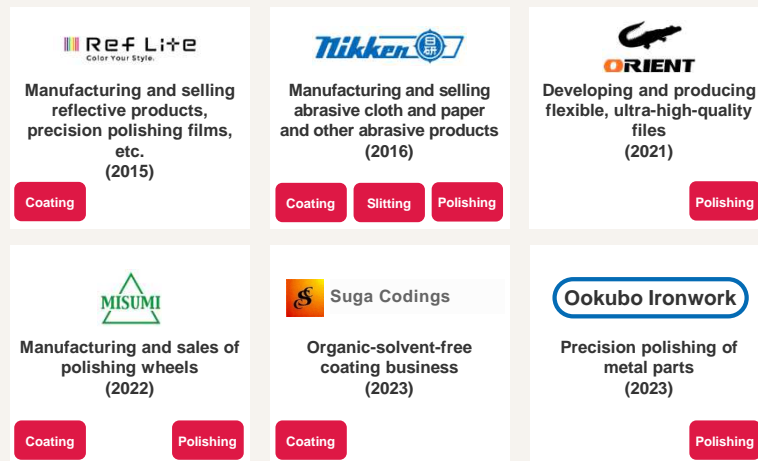 Ref Lite
Color Your Style.
Manufacturing and selling
reflective products,
precision polishing films,
etc.
(2015)
Coating
Nikken 日研
Manufacturing and selling
abrasive cloth and paper
and other abrasive products
(2016)
Coating
Slitting
Polishing
ORIENT
Developing and producing
flexible, ultra-high-quality
files
(2021)
Polishing
MISUMI
Manufacturing and sales of
polishing wheels
(2022)
Coating
Polishing
Suga Codings
Organic-solvent-free
coating business
(2023)
Coating
Ookubo Ironwork
Precision polishing of
metal parts
(2023)
Polishing